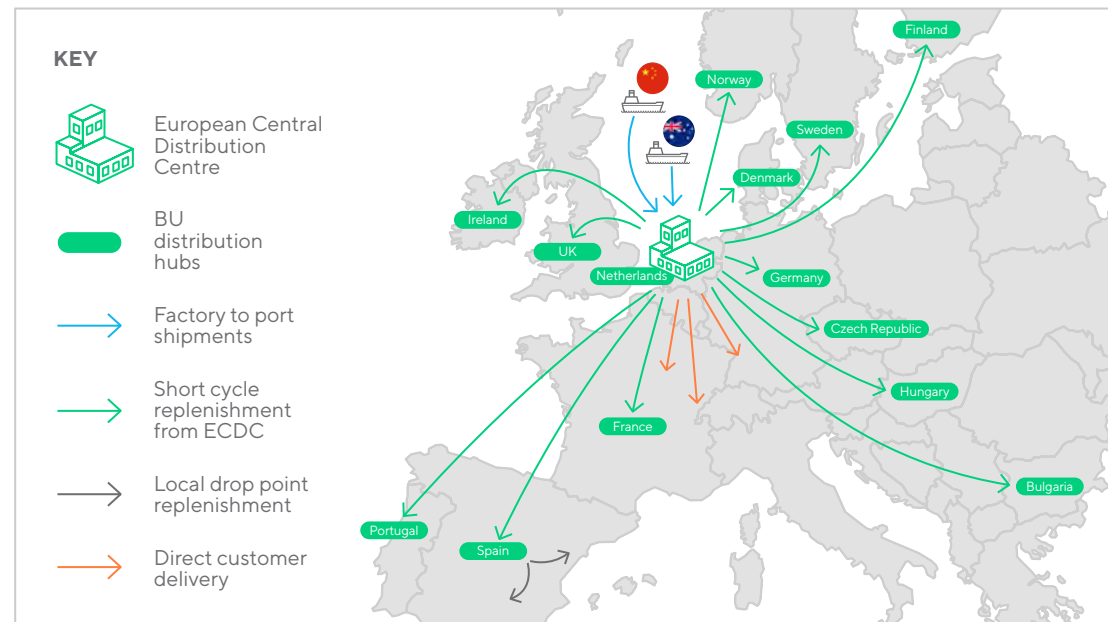 KEY
European Central
Distribution
Centre
BU
distribution
hubs
Factory to port
shipments
Short cycle
replenishment
from ECDC
Local drop point
replenishment
Direct customer
delivery
Finland
Norway
Sweden
Denmark
Ireland
UK
Netherlands
Germany
Czech Republic
Hungary
France
Bulgaria
Portugal
Spain